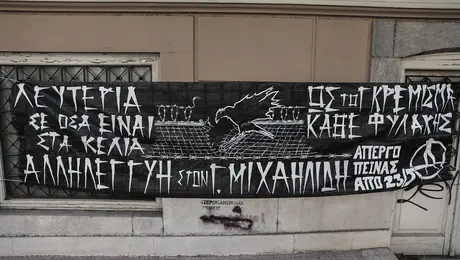 ΛΕΥΤΕΡΙΑ
ΣΕ ΟΣΑ ΕΙΝΑΙ
ΣΤΑ ΚΕΛΙΑ
ΩΣ ΤΟ ΓΚΡΕΜΙΣΜΑ
ΚΑΘΕ ΦΥΛΑΚΗΣ
ΑΛΛΗΛΕΓΓΥΗ ΣΤΟΝ Γ. ΜΙΧΑΗΛΙΔΗ
ΑΠΕΡΓΟ
ΠΕΙΝΑΣ
ΑΠΟ 23/5